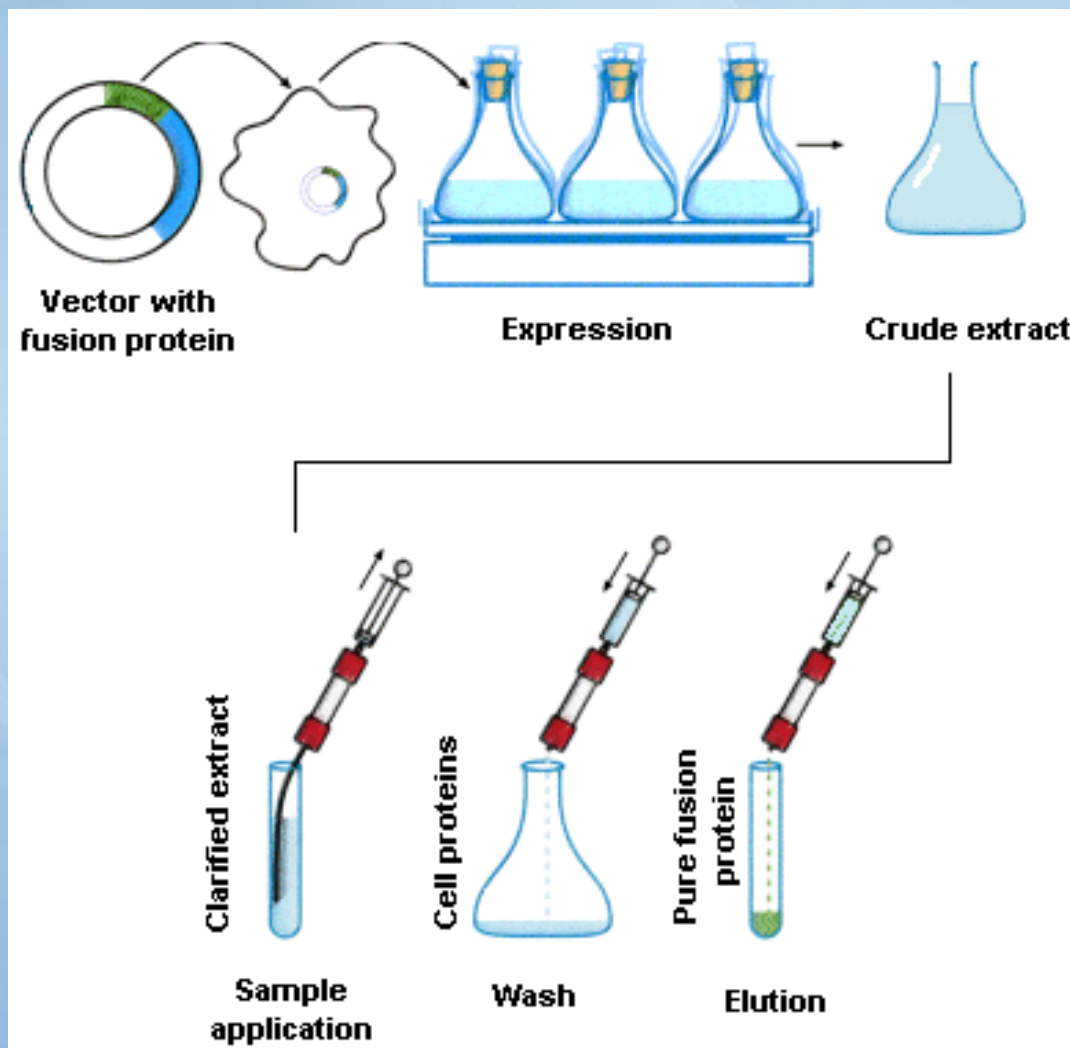 Vector with
fusion protein
Expression
Crude extract
Clarified extract
Cell proteins
Pure fusion
protein
Sample
application
Wash
Elution